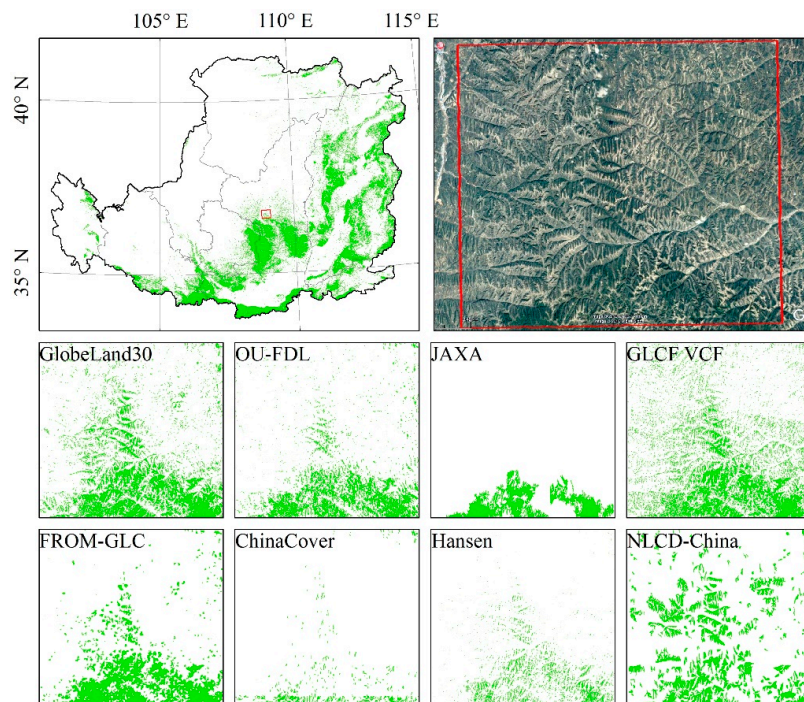 105° E 110° E 115° E
40° N
35° N
GlobeLand30 OU-FDL JAXA GLCF VCF
FROM-GLC ChinaCover Hansen NLCD-China